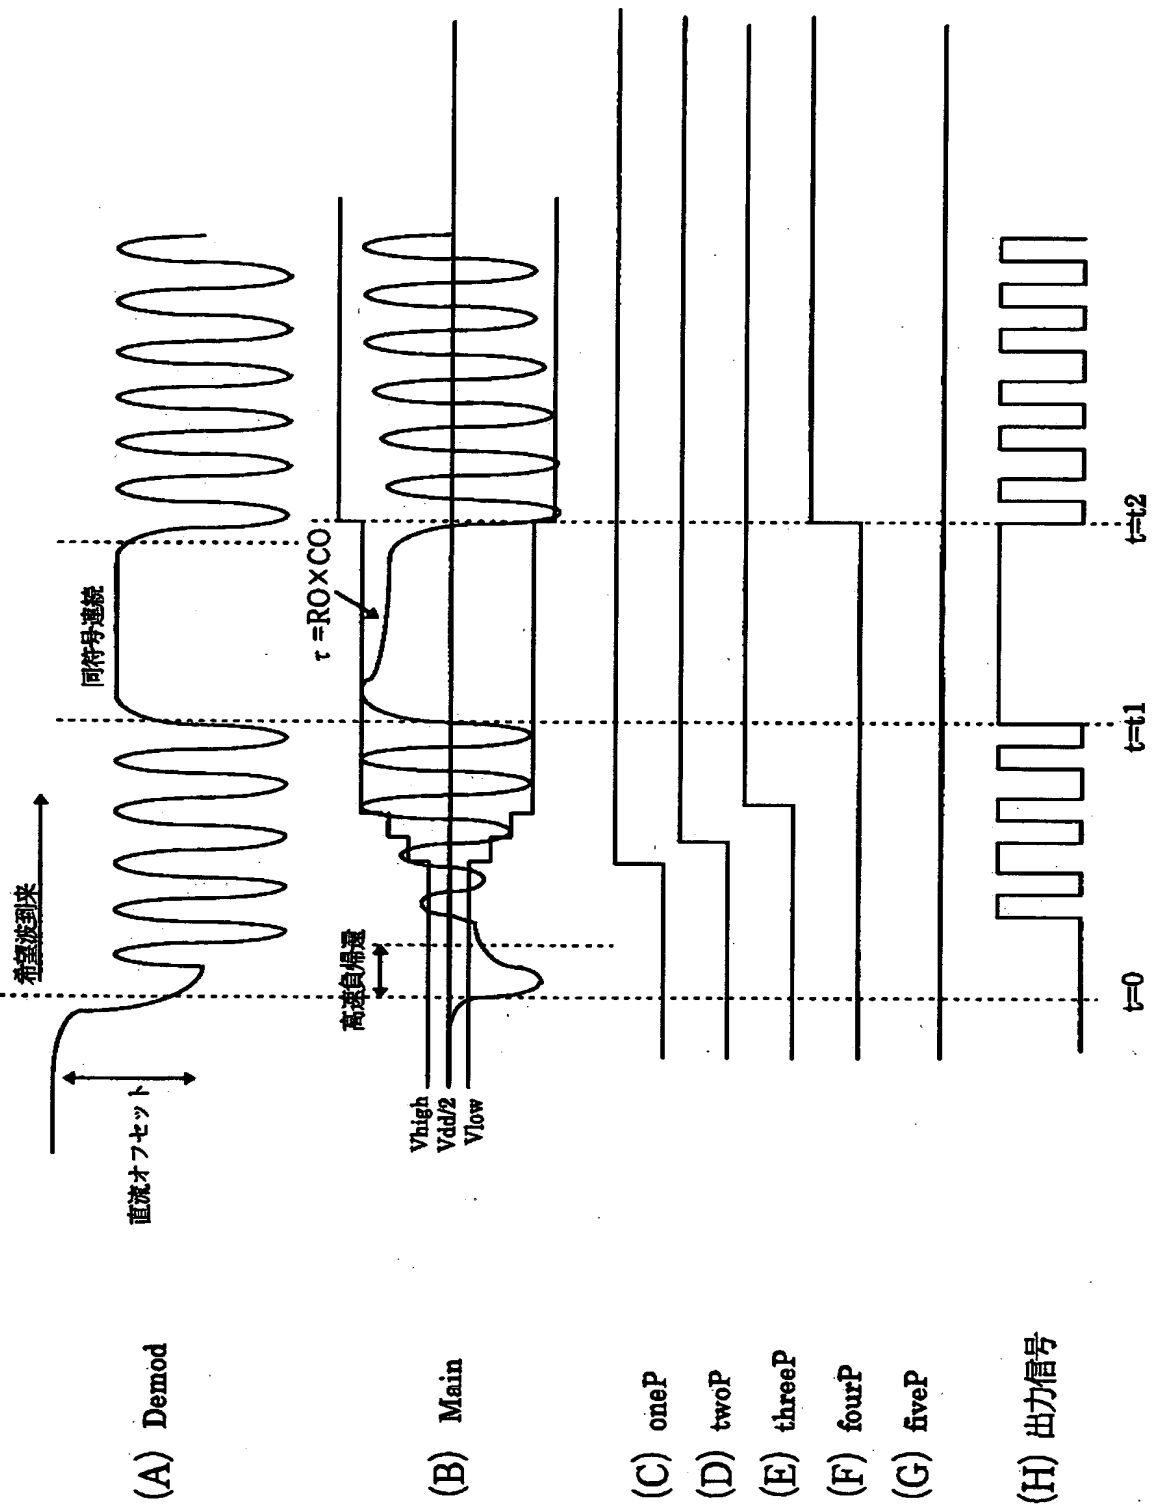 希望波到来
直流オフセット
同符号連続
(A) Demod
高速負帰還
τ=RO×CO
Vhigh
Vdd/2
Vlow
(B) Main
(C) oneP
(D) twoP
(E) threeP
(F) fourP
(G) fiveP
(H) 出力信号
t=0
t=t1
t=t2